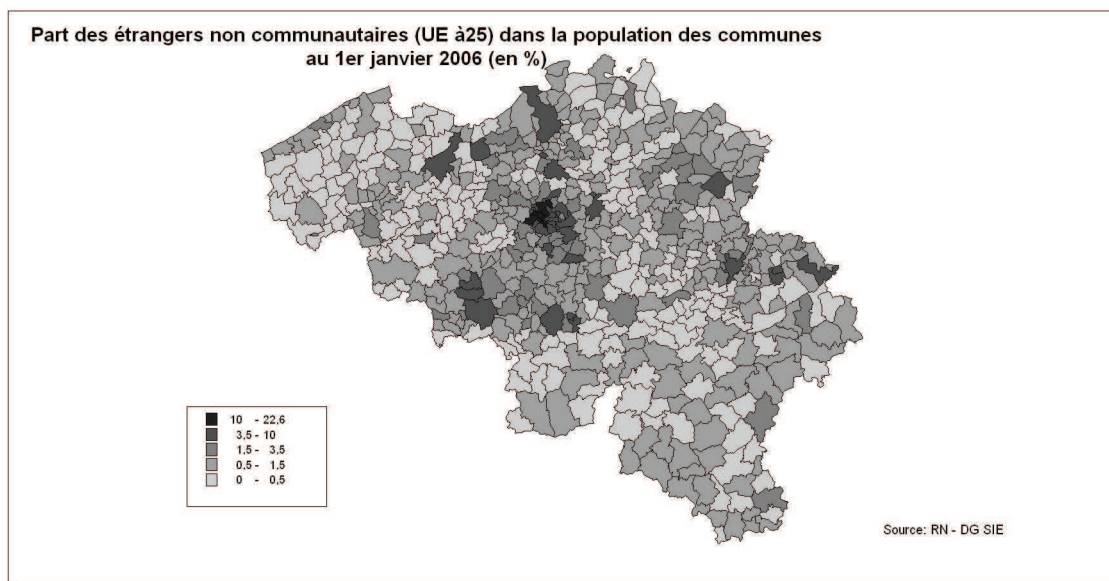 Part des étrangers non communautaires (UE à25) dans la population des communes
au 1er janvier 2006 (en %)
10 - 22,6
3,5 - 10
1,5 - 3,5
0,5 - 1,5
0 - 0,5
Source: RN - DG SIE